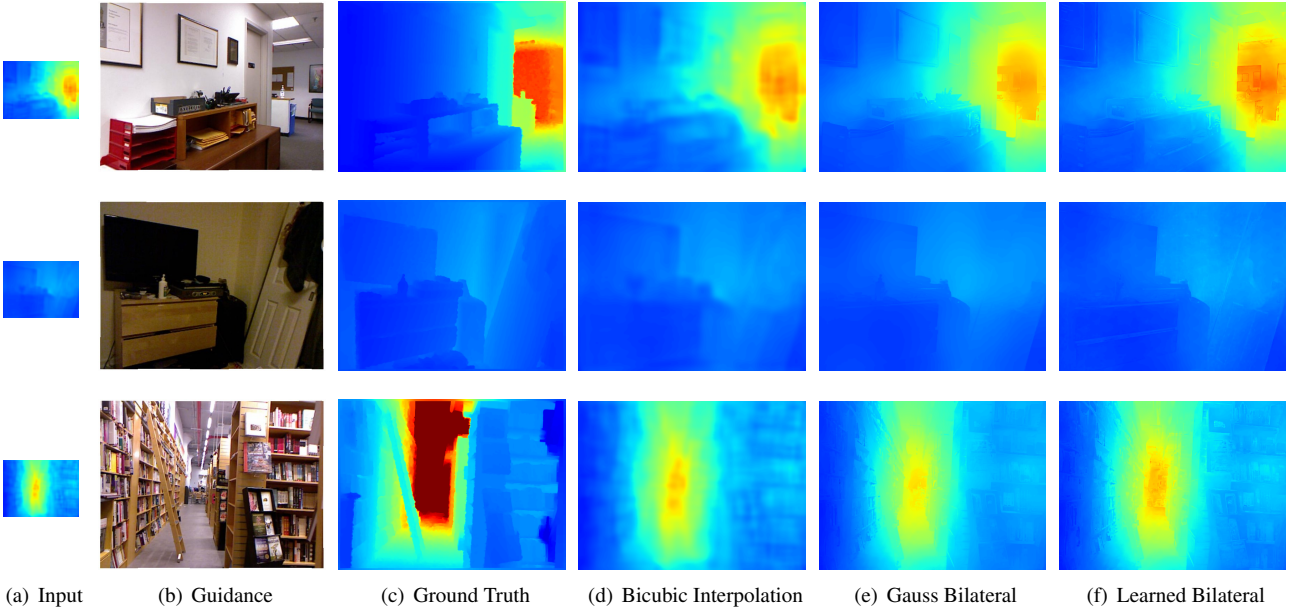 (a) Input
(b) Guidance
(c) Ground Truth
(d) Bicubic Interpolation
(e) Gauss Bilateral
(f) Learned Bilateral